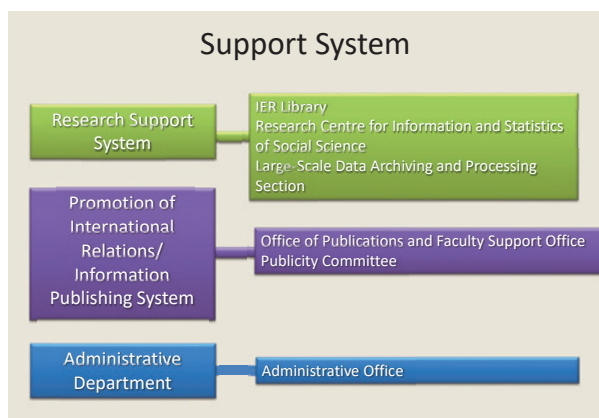 Support System
Research Support
System
IER Library
Research Centre for Information and Statistics
of Social Science
Large-Scale Data Archiving and Processing
Section
Promotion of
International
Relations/
Information
Publishing System
Office of Publications and Faculty Support Office
Publicity Committee
Administrative
Department
Administrative Office